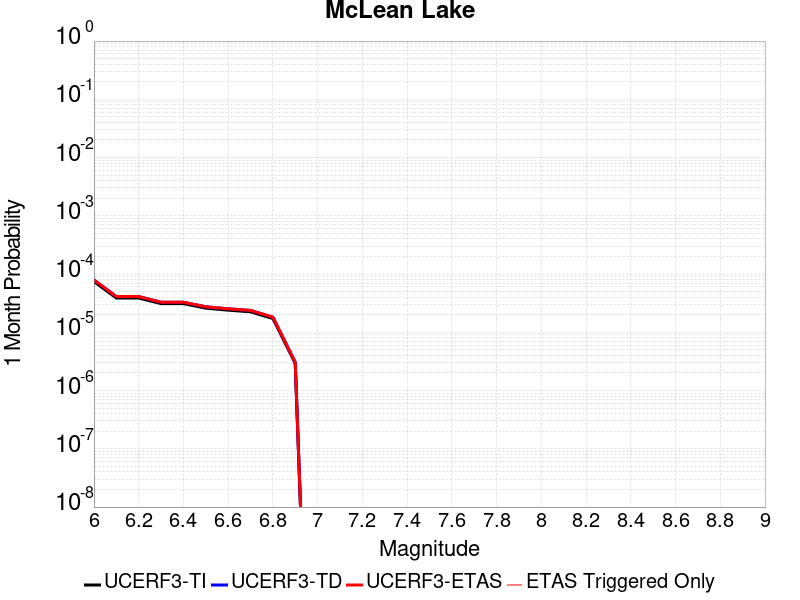 McLean Lake
10^0
10^-1
10^-2
10^-3
10^-4
10^-5
10^-6
10^-7
10^-8
1 Month Probability
6 6.2 6.4 6.6 6.8 7 7.2 7.4 7.6 7.8 8 8.2 8.4 8.6 8.8 9
Magnitude
UCERF3-TI UCERF3-TD UCERF3-ETAS ETAS Triggered Only